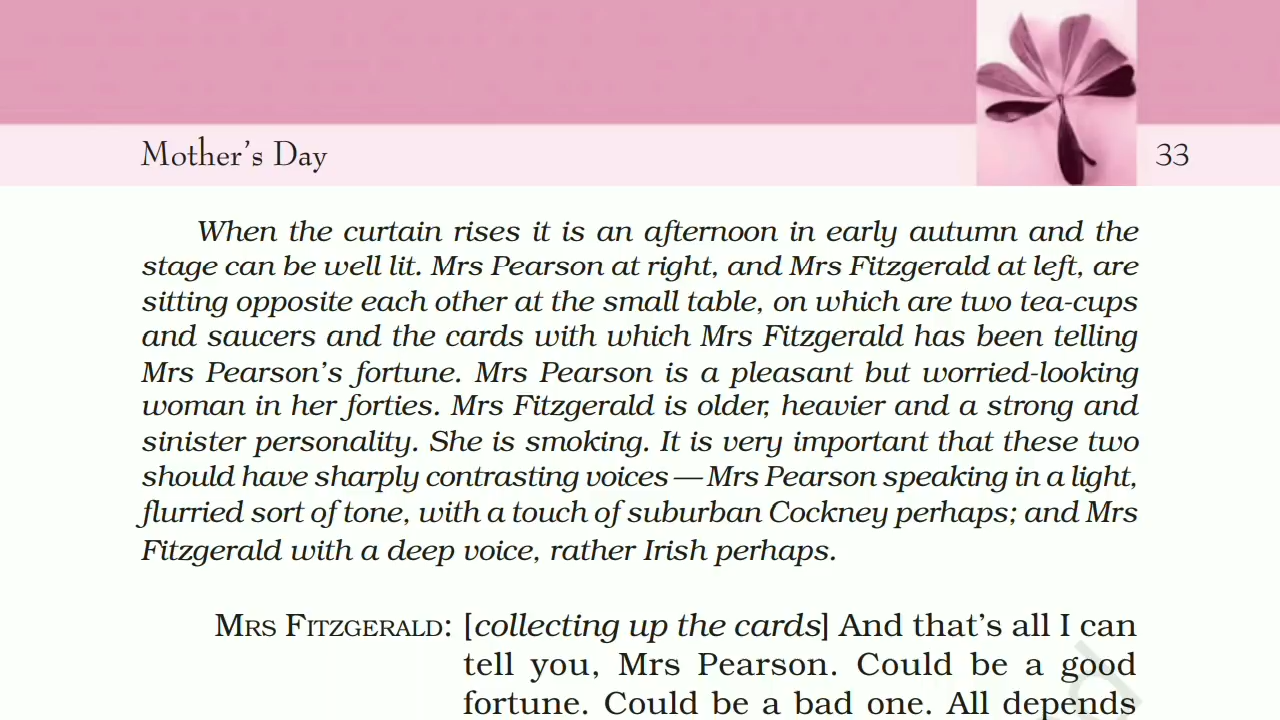 Mother's Day
33
When the curtain rises it is an afternoon in early autumn and the
stage can be well lit. Mrs Pearson at right, and Mrs Fitzgerald at left, are
sitting opposite each other at the small table, on which are two tea-cups
and saucers and the cards with which Mrs Fitzgerald has been telling
Mrs Pearson's fortune. Mrs Pearson is a pleasant but worried-looking
woman in her forties. Mrs Fitzgerald is older, heavier and a strong and
sinister personality. She is smoking. It is very important that these two
should have sharply contrasting voices — Mrs Pearson speaking in a light,
flurried sort of tone, with a touch of suburban Cockney perhaps; and Mrs
Fitzgerald with a deep voice, rather Irish perhaps.
MRS FITZGERALD: [collecting up the cards] And that's all I can
tell you, Mrs Pearson. Could be a good
fortune. Could be a bad one. All depends